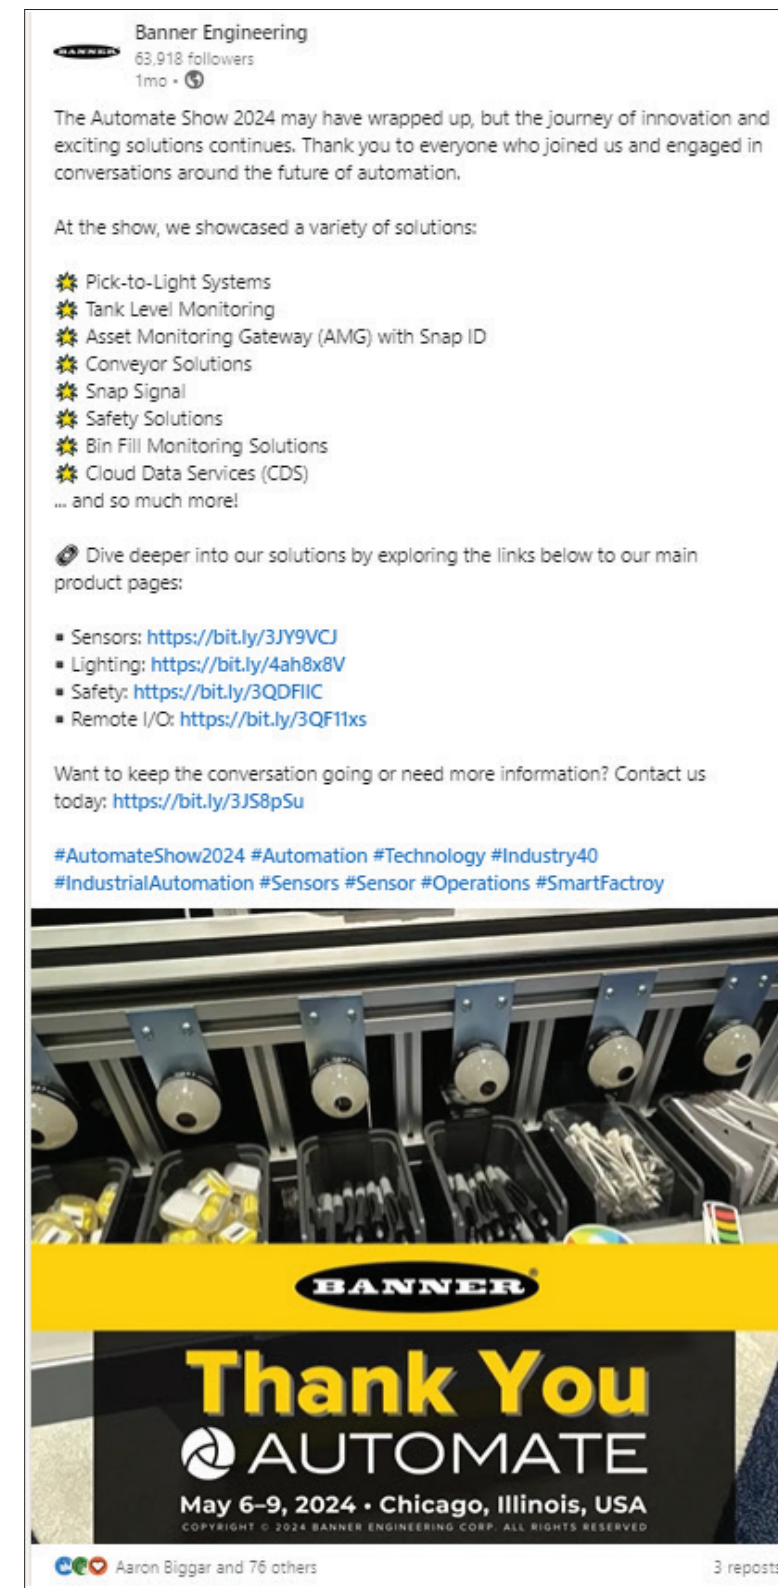 BANNER
Banner Engineering
63,918 followers
1mo •
The Automate Show 2024 may have wrapped up, but the journey of innovation and
exciting solutions continues. Thank you to everyone who joined us and engaged in
conversations around the future of automation.
At the show, we showcased a variety of solutions:
Pick-to-Light Systems
Tank Level Monitoring
Asset Monitoring Gateway (AMG) with Snap ID
Conveyor Solutions
Snap Signal
Safety Solutions
Bin Fill Monitoring Solutions
Cloud Data Services (CDS)
... and so much more!
Dive deeper into our solutions by exploring the links below to our main
product pages:
▪ Sensors: https://bit.ly/3JY9VCJ
▪ Lighting: https://bit.ly/4ah8x8V
▪ Safety: https://bit.ly/3QDFIIC
▪ Remote I/O: https://bit.ly/3QF11xs
Want to keep the conversation going or need more information? Contact us
today: https://bit.ly/3JS8pSu
#AutomateShow2024 #Automation #Technology #Industry40
#IndustrialAutomation #Sensors #Sensor #Operations #SmartFactroy
BANNER®
Thank You
AUTOMATE
May 6–9, 2024 • Chicago, Illinois, USA
COPYRIGHT © 2024 BANNER ENGINEERING CORP. ALL RIGHTS RESERVED
Aaron Biggar and 76 others
3 reposts